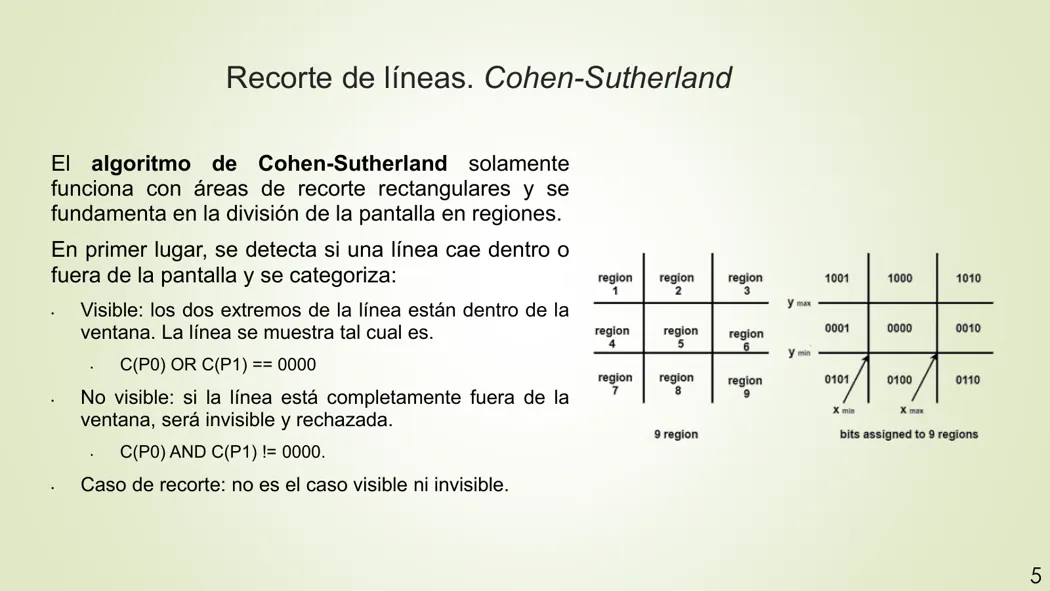 Recorte de líneas. Cohen-Sutherland
El algoritmo de Cohen-Sutherland solamente
funciona con áreas de recorte rectangulares y se
fundamenta en la división de la pantalla en regiones.
En primer lugar, se detecta si una línea cae dentro o
fuera de la pantalla y se categoriza:
• Visible: los dos extremos de la línea están dentro de la
ventana. La línea se muestra tal cual es.
• C(P0) OR C(P1) == 0000
• No visible: si la línea está completamente fuera de la
ventana, será invisible y rechazada.
• C(P0) AND C(P1) != 0000.
• Caso de recorte: no es el caso visible ni invisible.
region 1 region 2 region 3
region 4 region 5 region 6
region 7 region 8 region 9
9 region
1001 1000 1010
y max
0001 0000 0010
y min
0101 0100 0110
x min x max
bits assigned to 9 regions
5